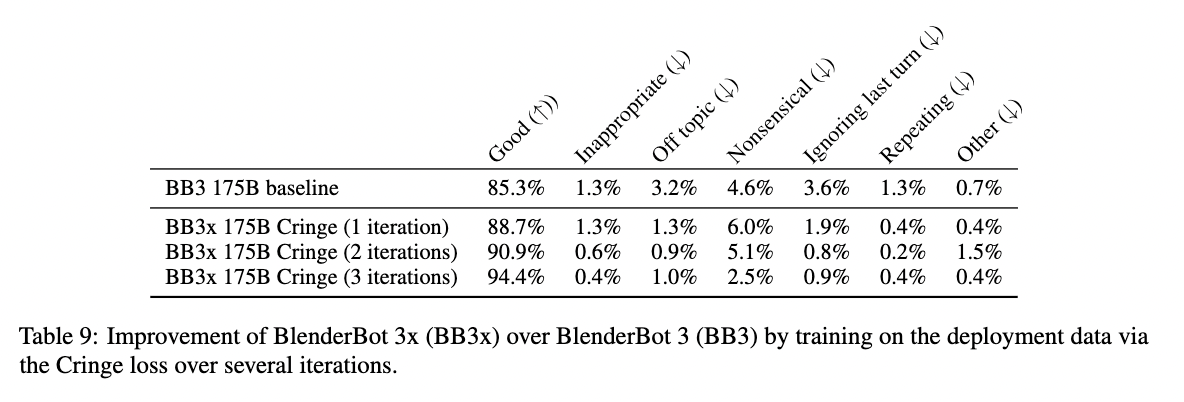 Good (↑)) Inappropriate (↓) Off topic (↓) Nonsensical (↓) Ignoring last turn (↓) Repeating (↓) Other (↓)
BB3 175B baseline 85.3% 1.3% 3.2% 4.6% 3.6% 1.3% 0.7%
BB3x 175B Cringe (1 iteration) 88.7% 1.3% 1.3% 6.0% 1.9% 0.4% 0.4%
BB3x 175B Cringe (2 iterations) 90.9% 0.6% 0.9% 5.1% 0.8% 0.2% 1.5%
BB3x 175B Cringe (3 iterations) 94.4% 0.4% 1.0% 2.5% 0.9% 0.4% 0.4%
Table 9: Improvement of BlenderBot 3x (BB3x) over BlenderBot 3 (BB3) by training on the deployment data via
the Cringe loss over several iterations.